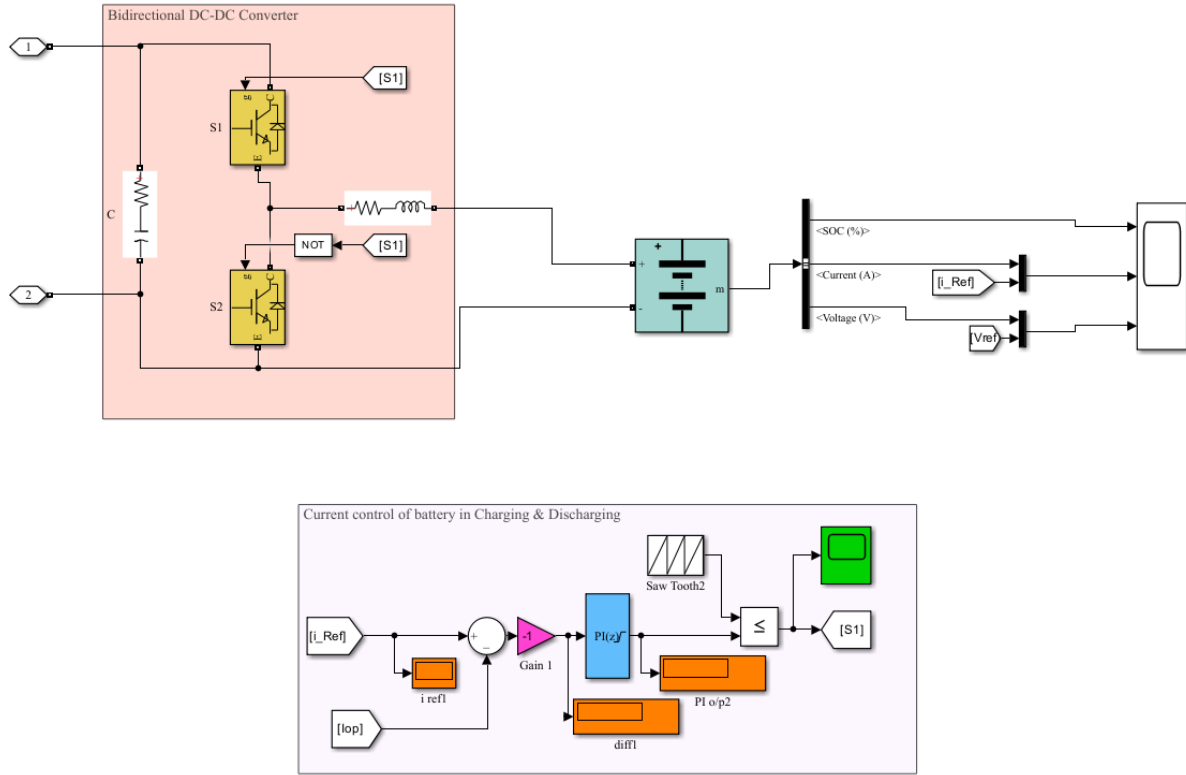 Bidirectional DC-DC Converter
1
[S1]
g
C
S1
E
C
NOT
[S1]
g
C
2
S2
E
+
+
-
m
<SOC (%)>
<Current (A)>
[i_Ref]
<Voltage (V)>
[Vref
Current control of battery in Charging & Discharging
Saw Tooth2
[i_Ref]
+
−
-1
PI(z)
≤
[S1]
Gain 1
i ref1
PI o/p2
[Iop]
diff1